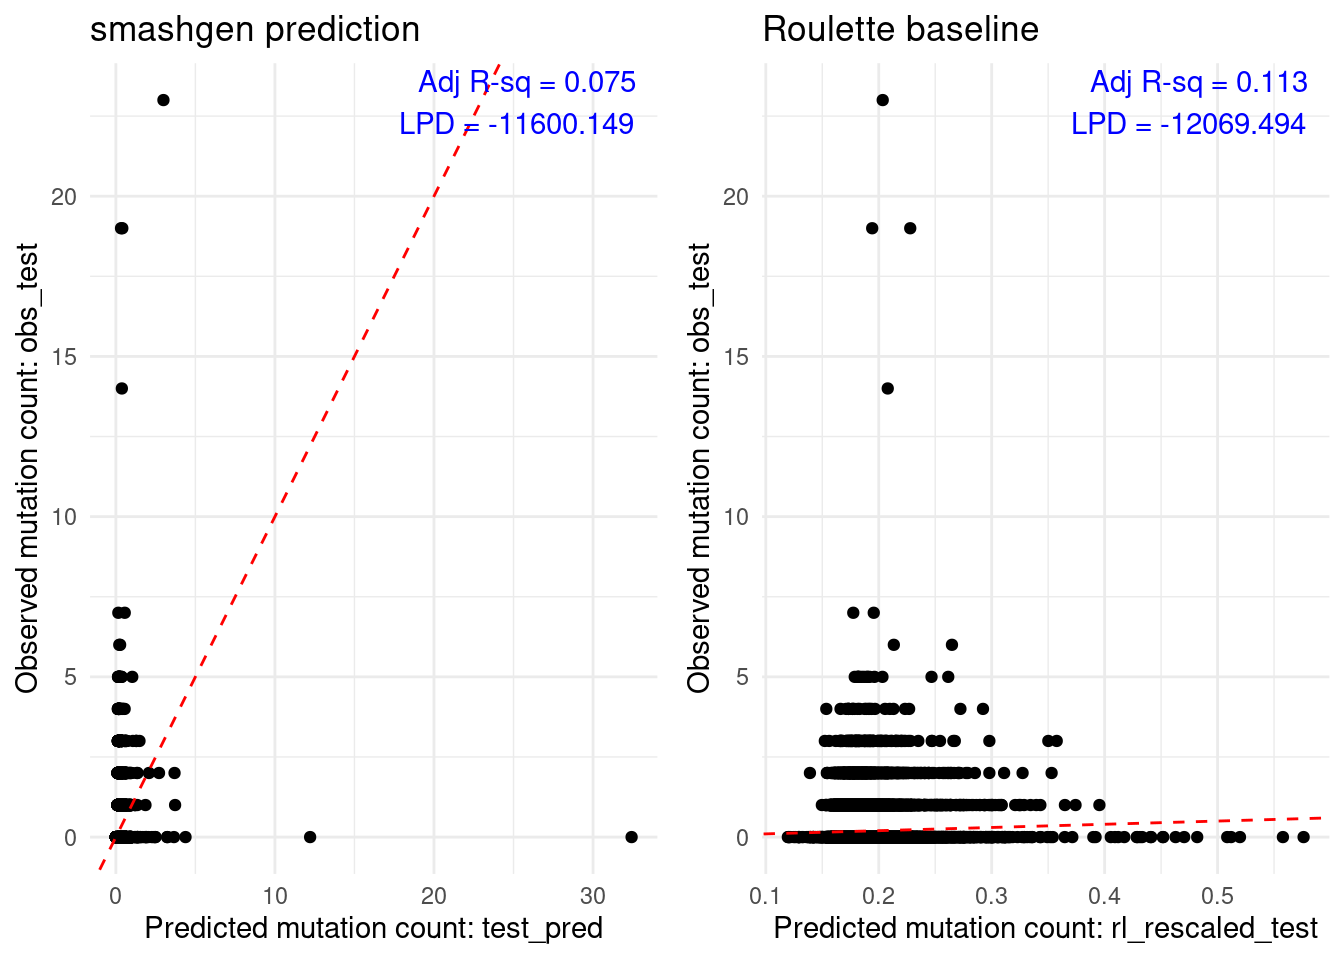 smashgen prediction
Adj R-sq = 0.075
LPD = -11600.149
Observed mutation count: obs_test
20
15
10
5
0
0
10
20
30
Predicted mutation count: test_pred
Roulette baseline
Adj R-sq = 0.113
LPD = -12069.494
Observed mutation count: obs_test
20
15
10
5
0
0.1
0.2
0.3
0.4
0.5
Predicted mutation count: rl_rescaled_test